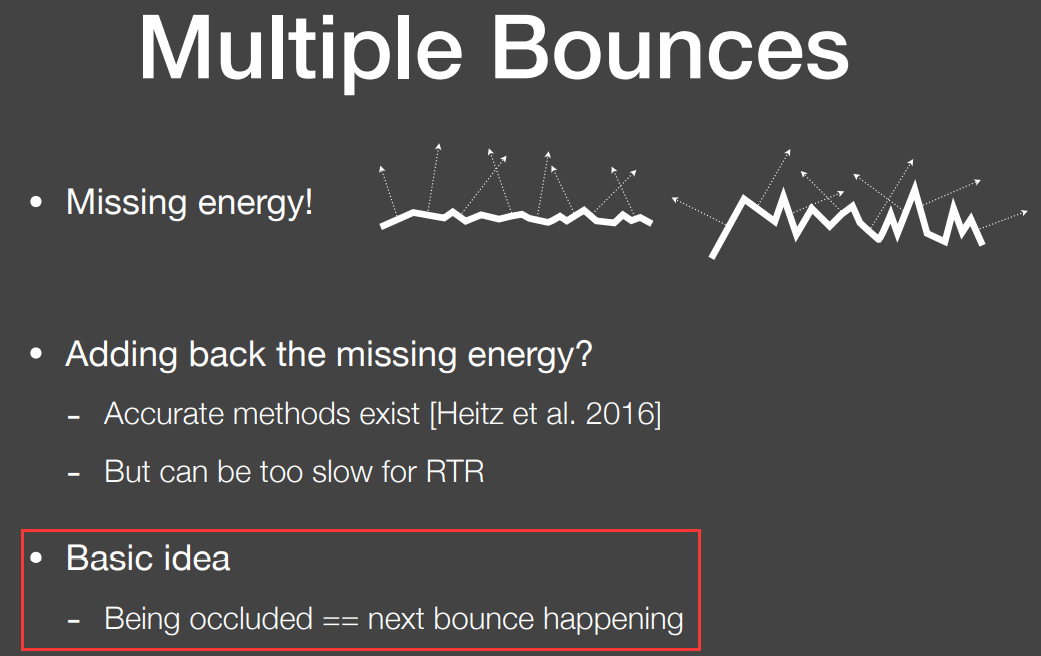 Multiple Bounces
• Missing energy!
• Adding back the missing energy?
- Accurate methods exist [Heitz et al. 2016]
- But can be too slow for RTR
• Basic idea
- Being occluded == next bounce happening